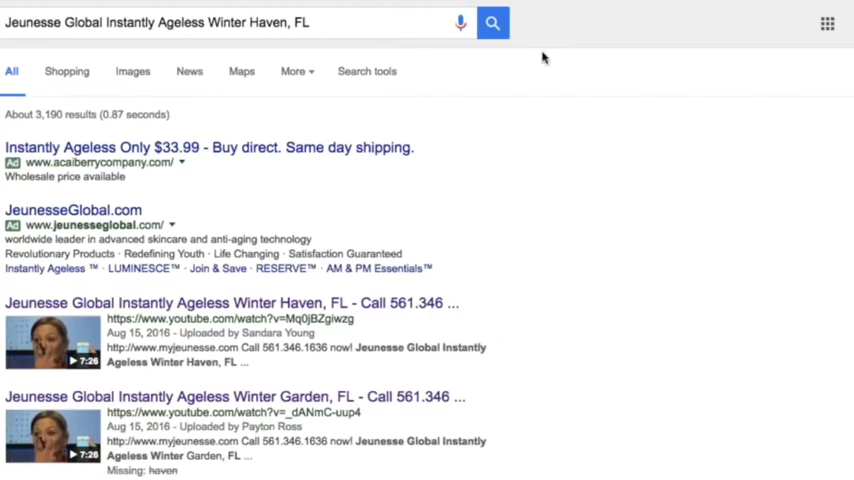 Jeunesse Global Instantly Ageless Winter Haven, FL
All Shopping Images News Maps More Search tools
About 3,190 results (0.87 seconds)
Instantly Ageless Only $33.99 - Buy direct. Same day shipping.
Ad www.acaiberrycompany.com/
Wholesale price available
JeunesseGlobal.com
Ad www.jeunesseglobal.com/
worldwide leader in advanced skincare and anti-aging technology
Revolutionary Products · Redefining Youth · Life Changing · Satisfaction Guaranteed
Instantly Ageless ™ · LUMINESCE™ · Join & Save · RESERVE™ · AM & PM Essentials™
Jeunesse Global Instantly Ageless Winter Haven, FL - Call 561.346 ...
https://www.youtube.com/watch?v=Mq0jBZgiwzg
Aug 15, 2016 - Uploaded by Sandara Young
http://www.myjeunesse.com Call 561.346.1636 now! Jeunesse Global Instantly
Ageless Winter Haven, FL ...
7:26
Jeunesse Global Instantly Ageless Winter Garden, FL - Call 561.346 ...
https://www.youtube.com/watch?v=_dANmC-uup4
Aug 15, 2016 - Uploaded by Payton Ross
http://www.myjeunesse.com Call 561.346.1636 now! Jeunesse Global Instantly
Ageless Winter Garden, FL ...
7:26
Missing: haven